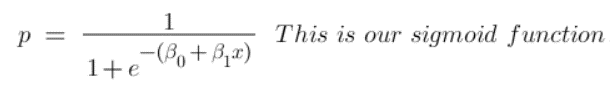 p = 1 / (1 + e^{-(β₀ + β₁x)}) This is our sigmoid function